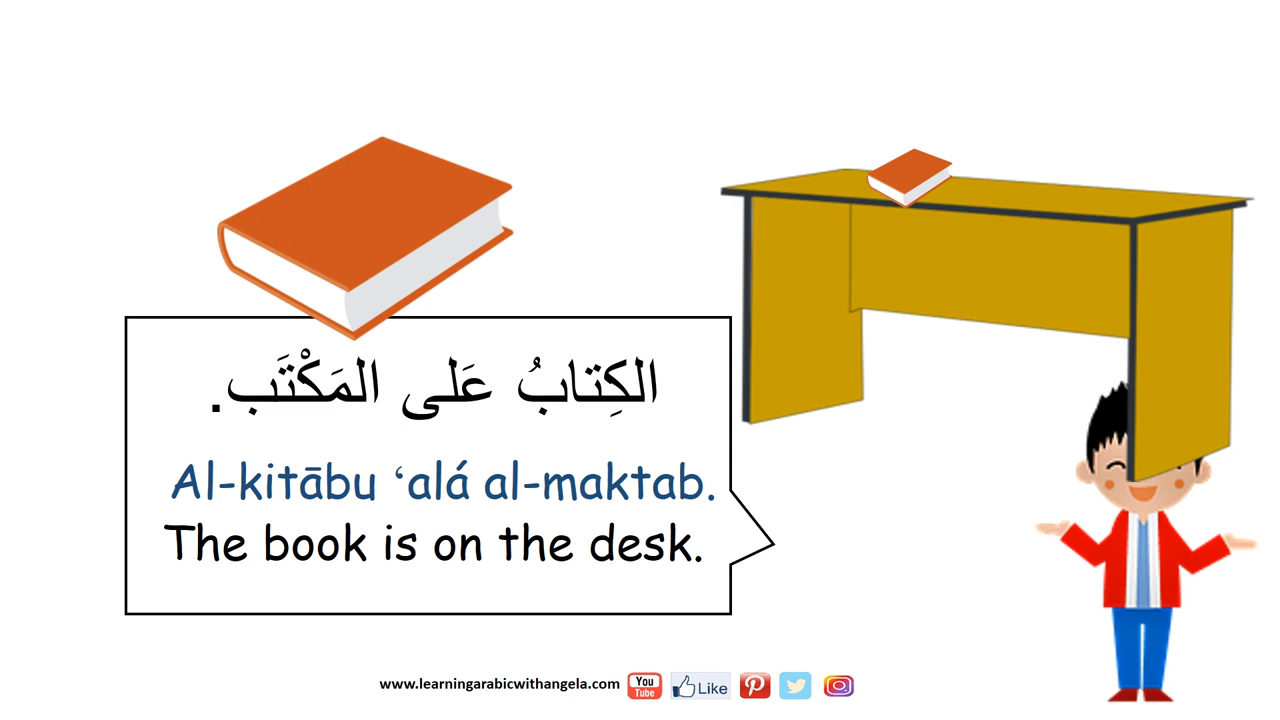 الكِتابُ عَلى المَكْتَب.
Al-kitābu ‘alá al-maktab.
The book is on the desk.
www.learningarabicwithangela.com
You
Tube
Like